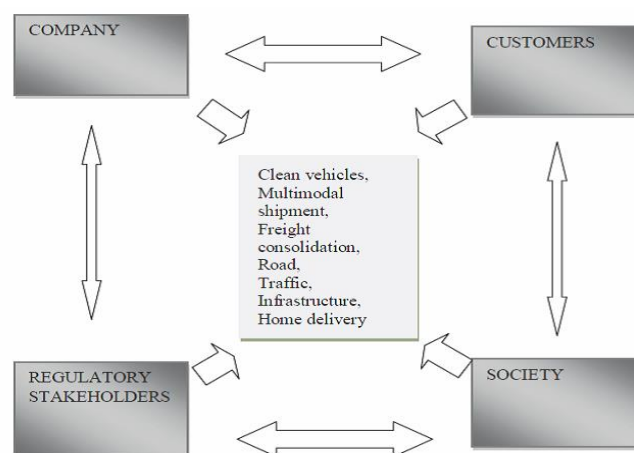 COMPANY
CUSTOMERS
Clean vehicles,
Multimodal
shipment,
Freight
consolidation,
Road,
Traffic,
Infrastructure,
Home delivery
REGULATORY
STAKEHOLDERS
SOCIETY